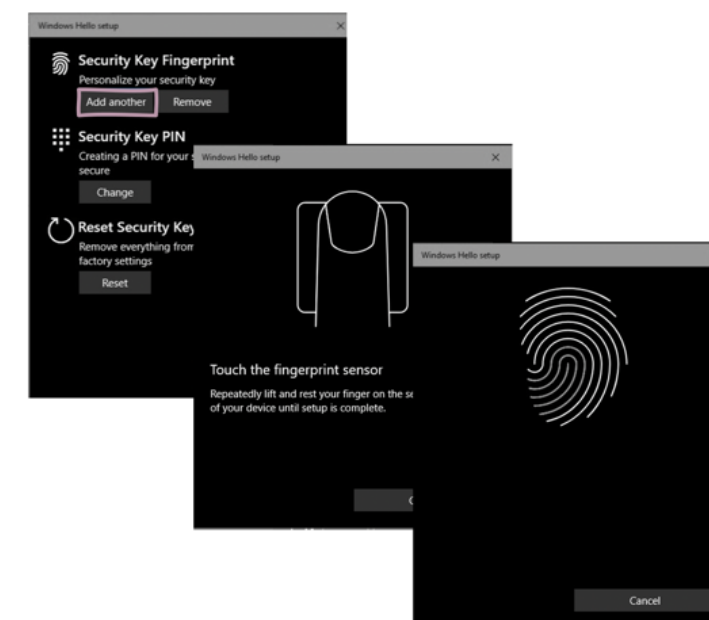 Windows Hello setup
Security Key Fingerprint
Personalize your security key
Add another
Remove
Security Key PIN
Creating a PIN for your
secure
Change
Reset Security Key
Remove everything from
factory settings
Reset
Windows Hello setup
Touch the fingerprint sensor
Repeatedly lift and rest your finger on the
of your device until setup is complete.
Windows Hello setup
Cancel